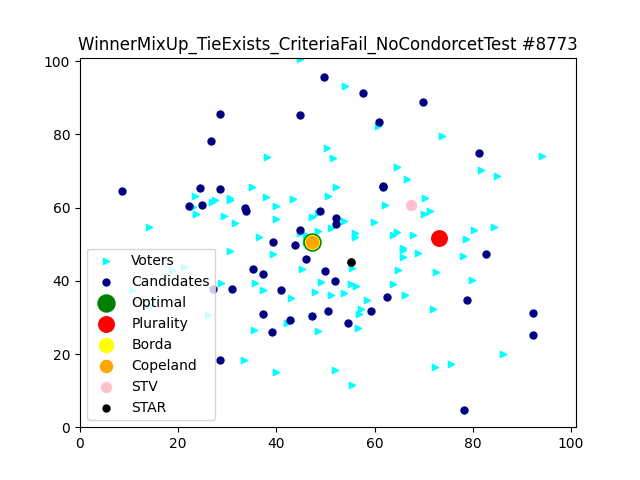 WinnerMixUp_TieExists_CriteriaFail_NoCondorcetTest #8773
100
80
60
40
20
0
Voters
Candidates
Optimal
Plurality
Borda
Copeland
STV
STAR
0 20 40 60 80 100